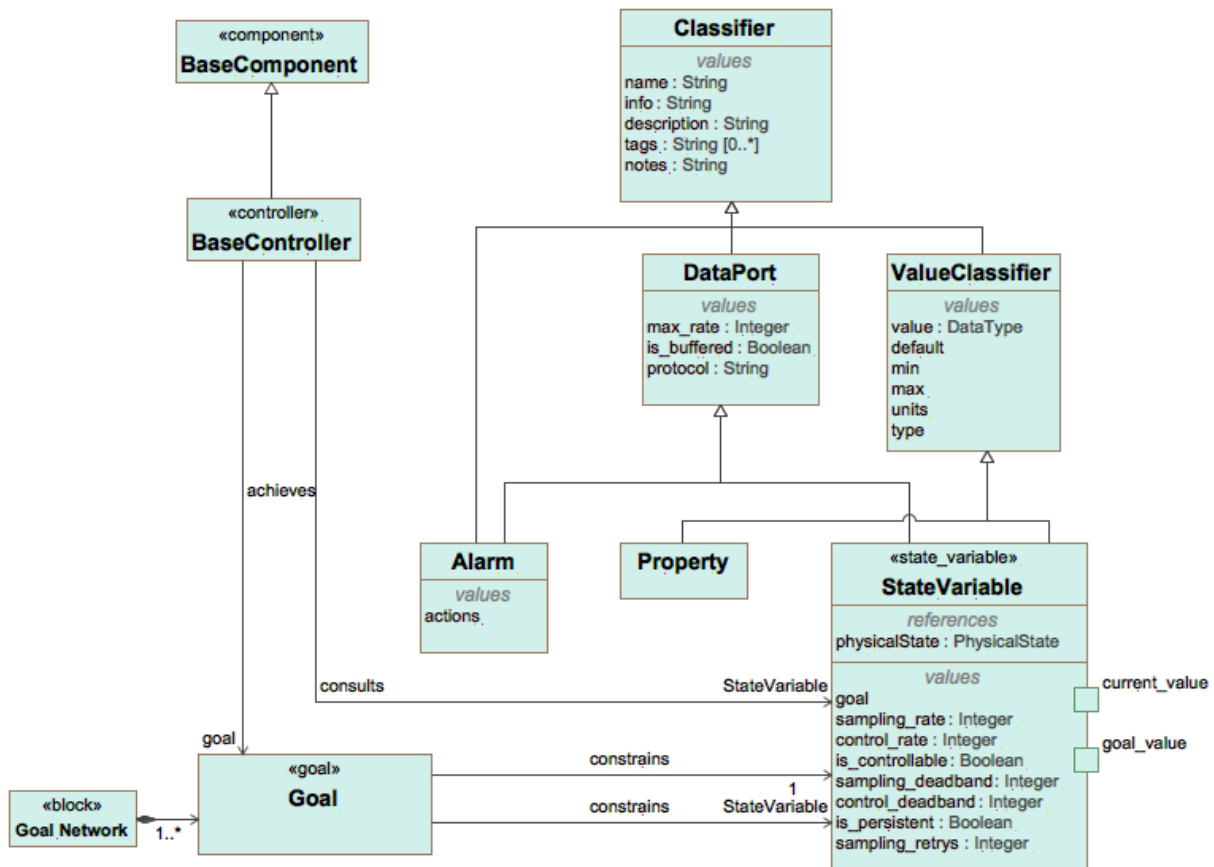 «component»
BaseComponent
Classifier
values
name : String
info : String
description : String
tags : String [0..*]
notes : String
«controller»
BaseController
DataPort
values
max_rate : Integer
is_buffered : Boolean
protocol : String
ValueClassifier
values
value : DataType
default
min
max
units
type
achieves
Alarm
values
actions
Property
«state_variable»
StateVariable
references
physicalState : PhysicalState
values
goal
sampling_rate : Integer
control_rate : Integer
is_controllable : Boolean
sampling_deadband: Integer
control_deadband: Integer
is_persistent : Boolean
sampling_retrys : Integer
current_value
goal_value
consults
StateVariable
goal
«goal»
Goal
constrains
1
constrains
StateVariable
«block»
Goal Network
1..*